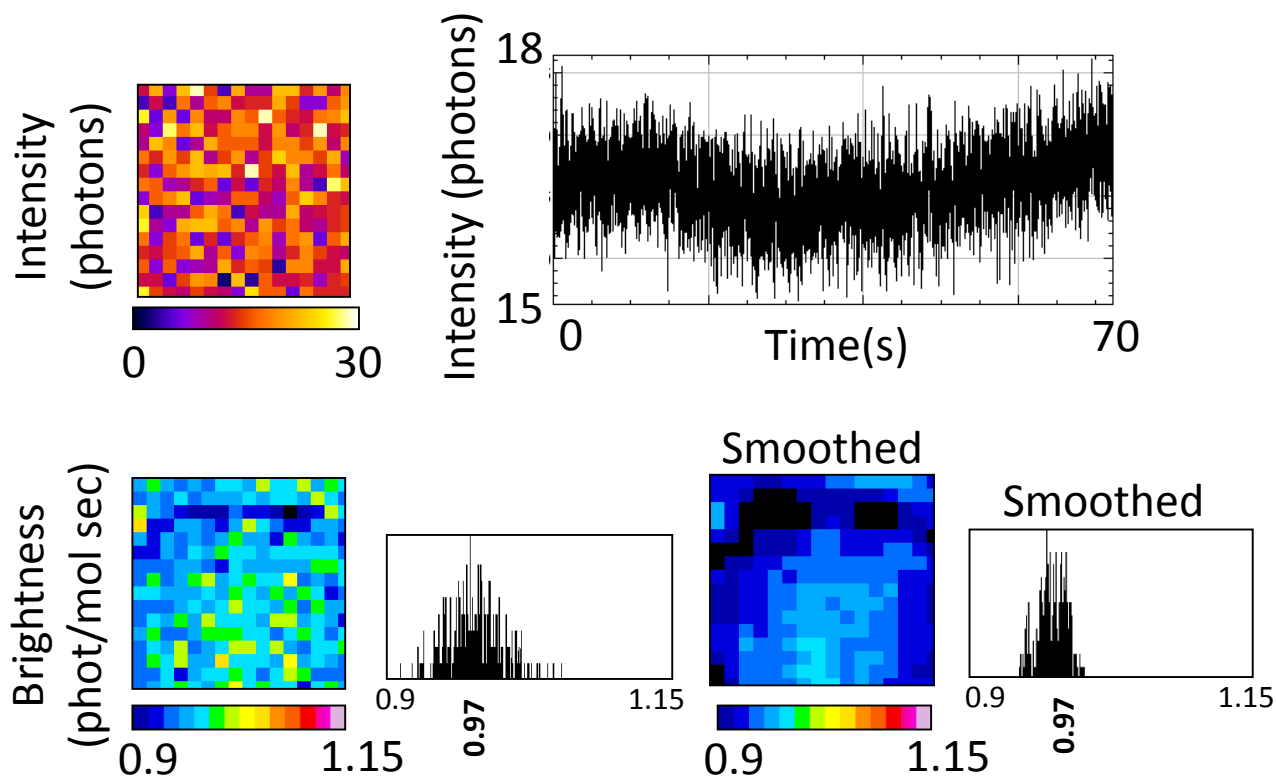 Intensity
(photons)
0
30
Intensity (photons)
18
15
0
Time(s)
70
Brightness
(phot/mol sec)
0.9
1.15
0.9
0.97
1.15
Smoothed
0.9
1.15
Smoothed
0.9
0.97
1.15